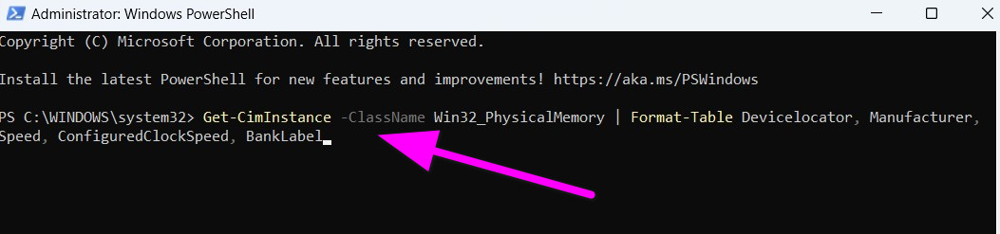 Administrator: Windows PowerShell
Copyright (C) Microsoft Corporation. All rights reserved.
Install the latest PowerShell for new features and improvements! https://aka.ms/PSWindows
PS C:\WINDOWS\system32> Get-CimInstance -ClassName Win32_PhysicalMemory | Format-Table Devicelocator, Manufacturer,
Speed, ConfiguredClockSpeed, BankLabel